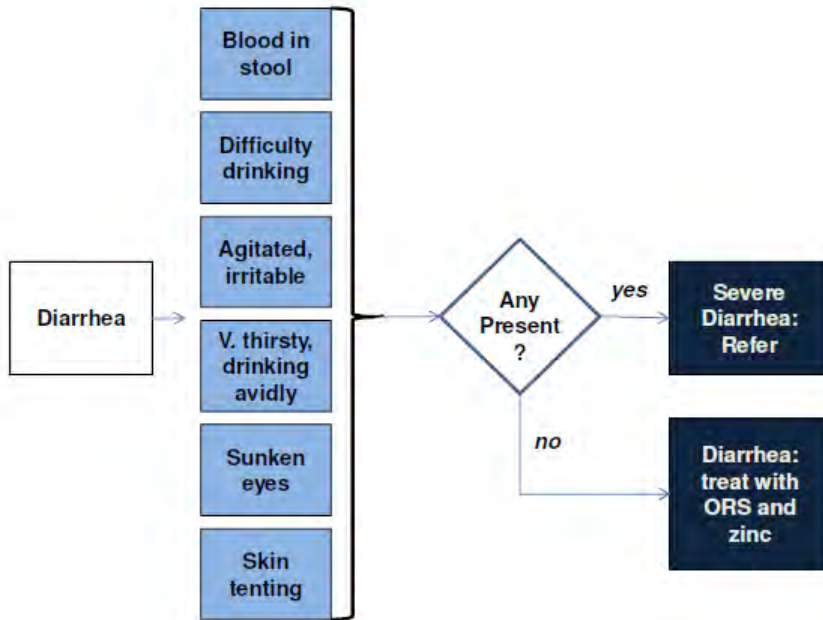 Diarrhea
Blood in
stool
Difficulty
drinking
Agitated,
irritable
V. thirsty,
drinking
avidly
Sunken
eyes
Skin
tenting
Any
Present
?
yes
Severe
Diarrhea:
Refer
no
Diarrhea:
treat with
ORS and
zinc